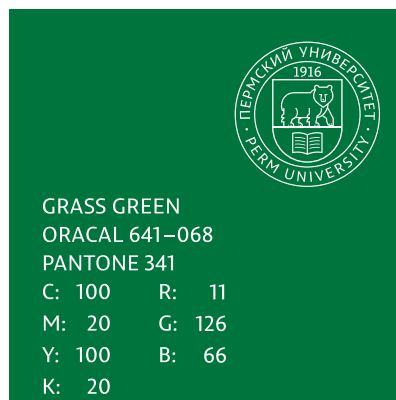 ПЕРМСКИЙ УНИВЕРСИТЕТ
1916
· PERM UNIVERSITY ·
GRASS GREEN
ORACAL 641–068
PANTONE 341
C: 100 R: 11
M: 20 G: 126
Y: 100 B: 66
K: 20